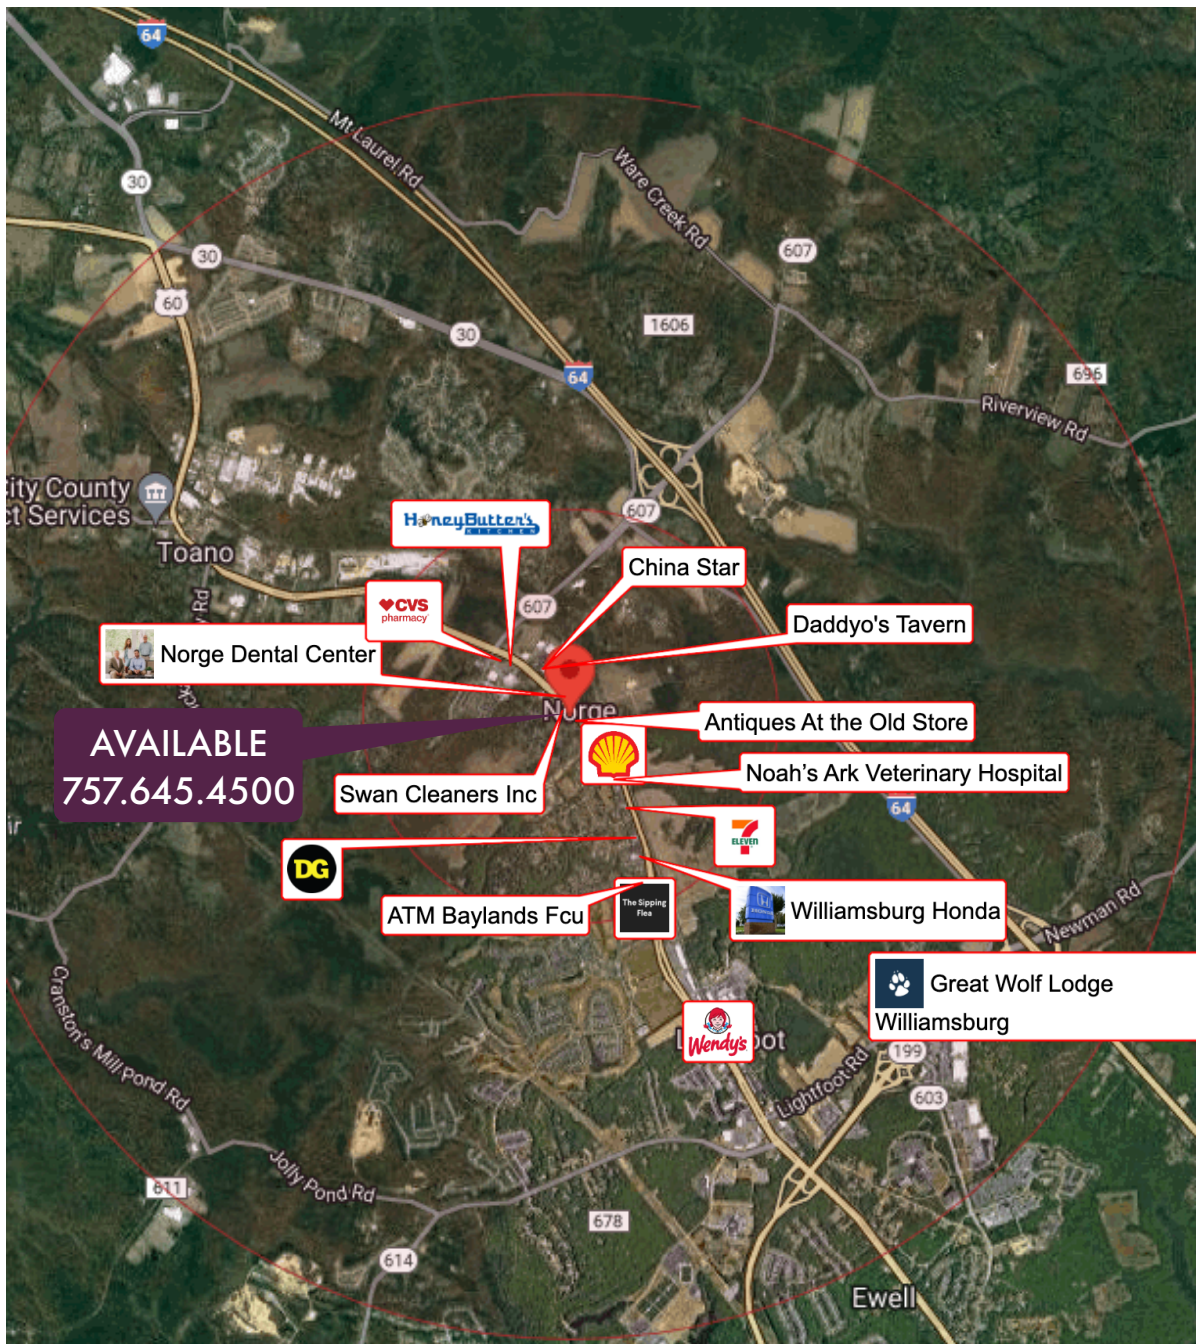 64
Mt Laurel Rd
Ware Creek Rd
30
607
30
60
1606
30
64
696
Riverview Rd
City County
ct Services
607
HoneyButter's
KITCHEN
Toano
China Star
CVS
pharmacy
607
Daddyo's Tavern
Norge Dental Center
Norge
Antiques At the Old Store
AVAILABLE
757.645.4500
Noah's Ark Veterinary Hospital
Swan Cleaners Inc
64
7
ELEVEN
DG
The Sipping
Flea
ATM Baylands Fcu
Williamsburg Honda
Newman Rd
Great Wolf Lodge
Williamsburg
Wendy's
199
Cranston's Mill Pond Rd
Lightfoot Rd
603
Jolly Pond Rd
611
678
614
Ewell